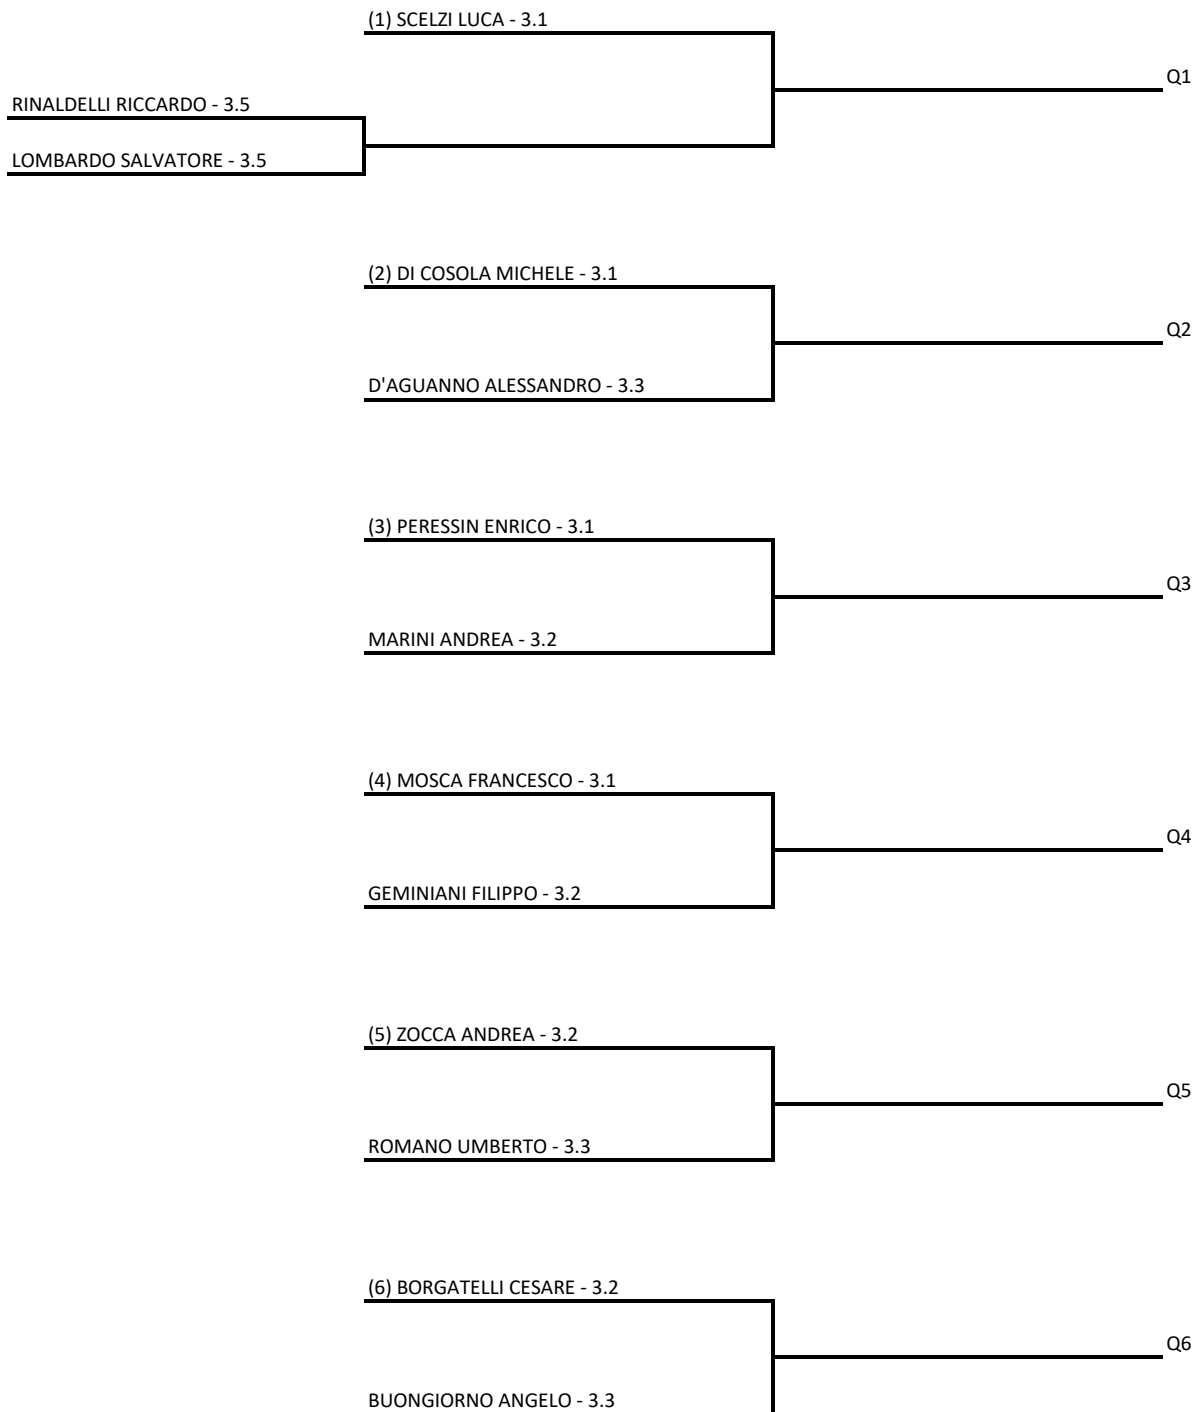 (1) SCELZI LUCA - 3.1
Q1
RINALDELLI RICCARDO - 3.5
LOMBARDO SALVATORE - 3.5
(2) DI COSOLA MICHELE - 3.1
Q2
D'AGUANNO ALESSANDRO - 3.3
(3) PERESSIN ENRICO - 3.1
Q3
MARINI ANDREA - 3.2
(4) MOSCA FRANCESCO - 3.1
Q4
GEMINIANI FILIPPO - 3.2
(5) ZOCCA ANDREA - 3.2
Q5
ROMANO UMBERTO - 3.3
(6) BORGATELLI CESARE - 3.2
Q6
BUONGIORNO ANGELO - 3.3